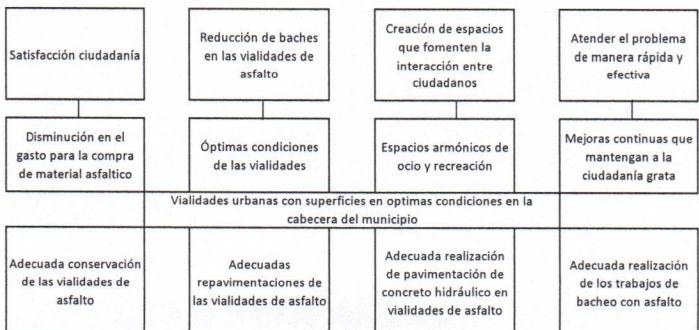 Satisfacción ciudadanía
Reducción de baches
en las vialidades de
asfalto
Creación de espacios
que fomenten la
interacción entre
ciudadanos
Atender el problema
de manera rápida y
efectiva
Disminución en el
gasto para la compra
de material asfaltico
Óptimas condiciones
de las vialidades
Espacios armónicos de
ocio y recreación
Mejoras continuas que
mantengan a la
ciudadanía grata
Vialidades urbanas con superficies en optimas condiciones en la
cabecera del municipio
Adecuada conservación
de las vialidades de
asfalto
Adecuadas
repavimentaciones de
las vialidades de asfalto
Adecuada realización
de pavimentación de
concreto hidráulico en
vialidades de asfalto
Adecuada realización
de los trabajos de
bacheo con asfalto